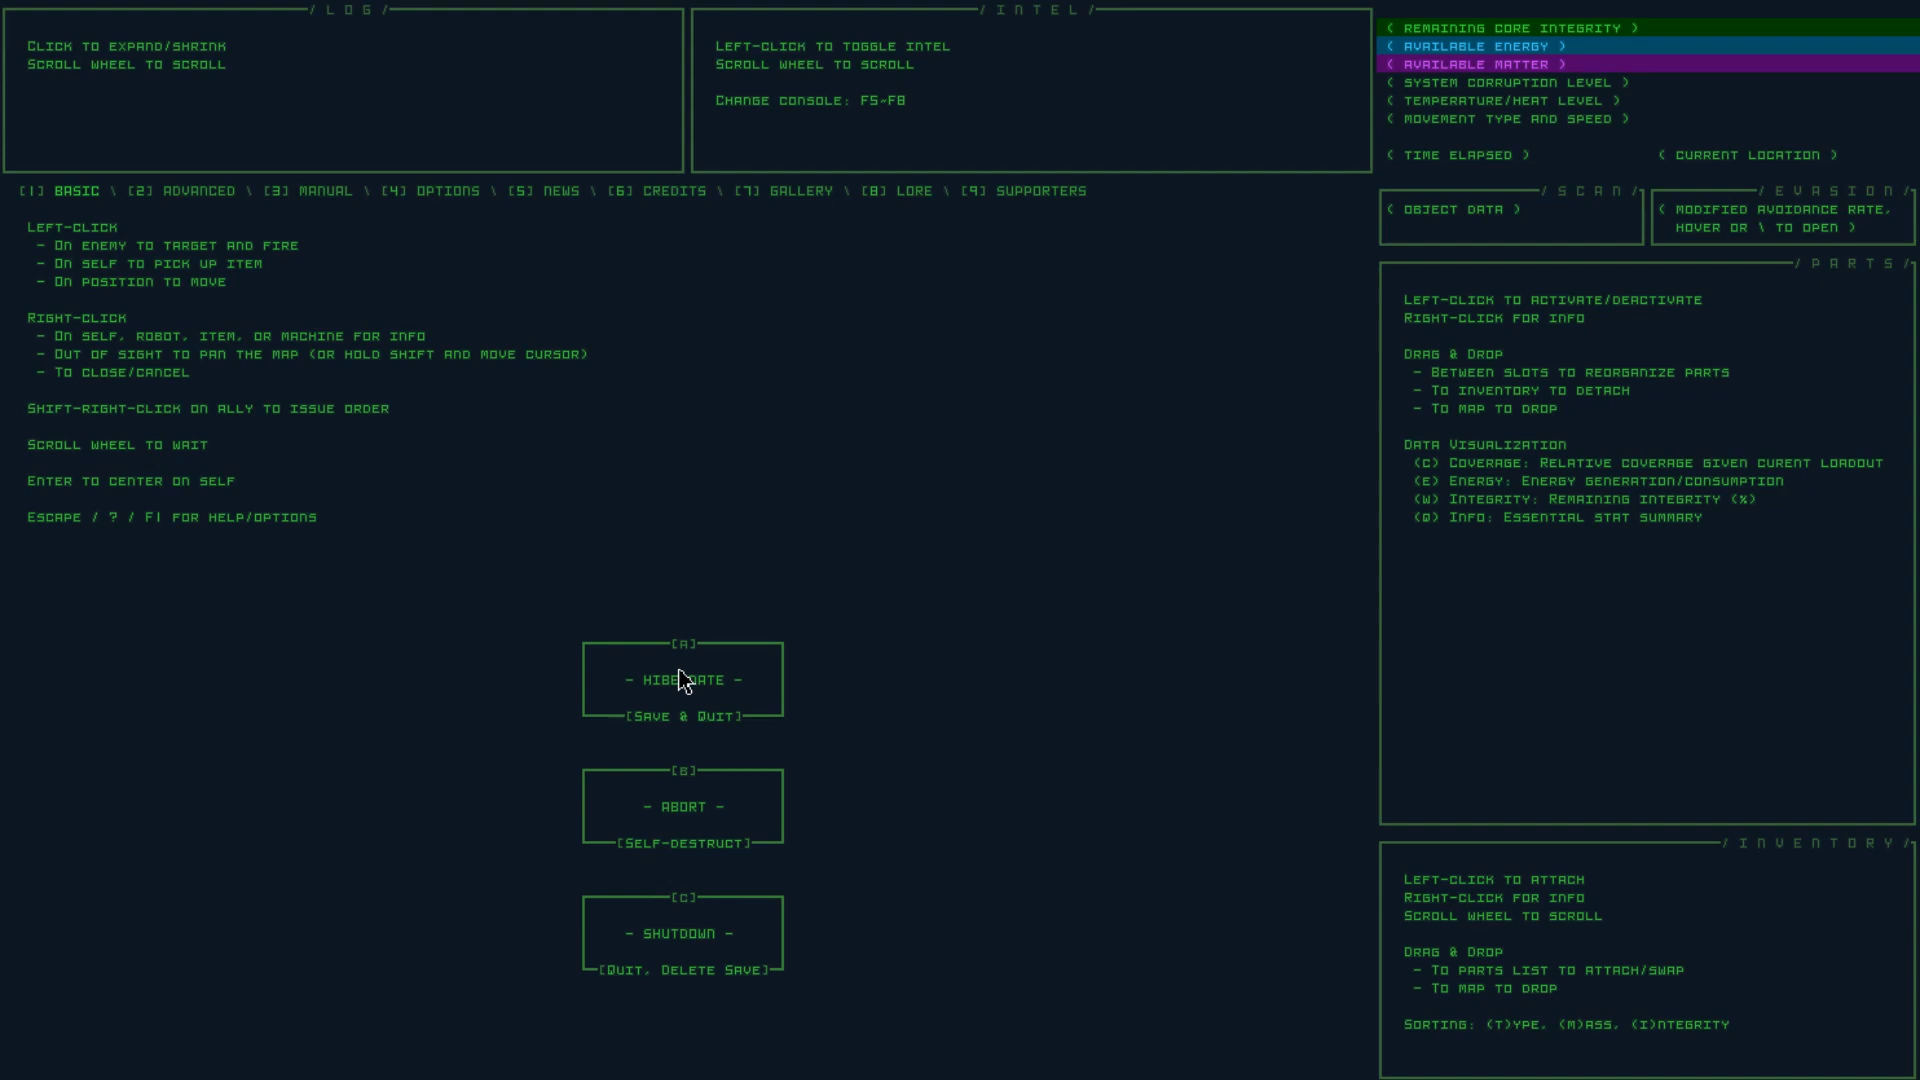 / L O G /
CLICK TO EXPAND/SHRINK
SCROLL WHEEL TO SCROLL
/ I N T E L /
LEFT-CLICK TO TOGGLE INTEL
SCROLL WHEEL TO SCROLL
CHANGE CONSOLE: F5~F8
( REMAINING CORE INTEGRITY )
( AVAILABLE ENERGY )
( AVAILABLE MATTER )
( SYSTEM CORRUPTION LEVEL )
( TEMPERATURE/HEAT LEVEL )
( MOVEMENT TYPE AND SPEED )
( TIME ELAPSED ) ( CURRENT LOCATION )
[1] BASIC \ [2] ADVANCED \ [3] MANUAL \ [4] OPTIONS \ [5] NEWS \ [6] CREDITS \ [7] GALLERY \ [8] LORE \ [9] SUPPORTERS
LEFT-CLICK
- ON ENEMY TO TARGET AND FIRE
- ON SELF TO PICK UP ITEM
- ON POSITION TO MOVE
RIGHT-CLICK
- ON SELF, ROBOT, ITEM, OR MACHINE FOR INFO
- OUT OF SIGHT TO PAN THE MAP (OR HOLD SHIFT AND MOVE CURSOR)
- TO CLOSE/CANCEL
SHIFT-RIGHT-CLICK ON ALLY TO ISSUE ORDER
SCROLL WHEEL TO WAIT
ENTER TO CENTER ON SELF
ESCAPE / ? / F1 FOR HELP/OPTIONS
[A]
[SAVE & QUIT]
[B]
- ABORT -
[SELF-DESTRUCT]
[C]
- SHUTDOWN -
[QUIT, DELETE SAVE]
/ S C A N /
( OBJECT DATA )
/ E V A S I O N /
( MODIFIED AVOIDANCE RATE,
HOVER OR \ TO OPEN )
/ P A R T S /
LEFT-CLICK TO ACTIVATE/DEACTIVATE
RIGHT-CLICK FOR INFO
DRAG & DROP
- BETWEEN SLOTS TO REORGANIZE PARTS
- TO INVENTORY TO DETACH
- TO MAP TO DROP
DATA VISUALIZATION
(C) COVERAGE: RELATIVE COVERAGE GIVEN CURENT LOADOUT
(E) ENERGY: ENERGY GENERATION/CONSUMPTION
(W) INTEGRITY: REMAINING INTEGRITY (%)
(Q) INFO: ESSENTIAL STAT SUMMARY
/ I N V E N T O R Y /
LEFT-CLICK TO ATTACH
RIGHT-CLICK FOR INFO
SCROLL WHEEL TO SCROLL
DRAG & DROP
- TO PARTS LIST TO ATTACH/SWAP
- TO MAP TO DROP
SORTING: (T)YPE, (M)ASS, (I)NTEGRITY